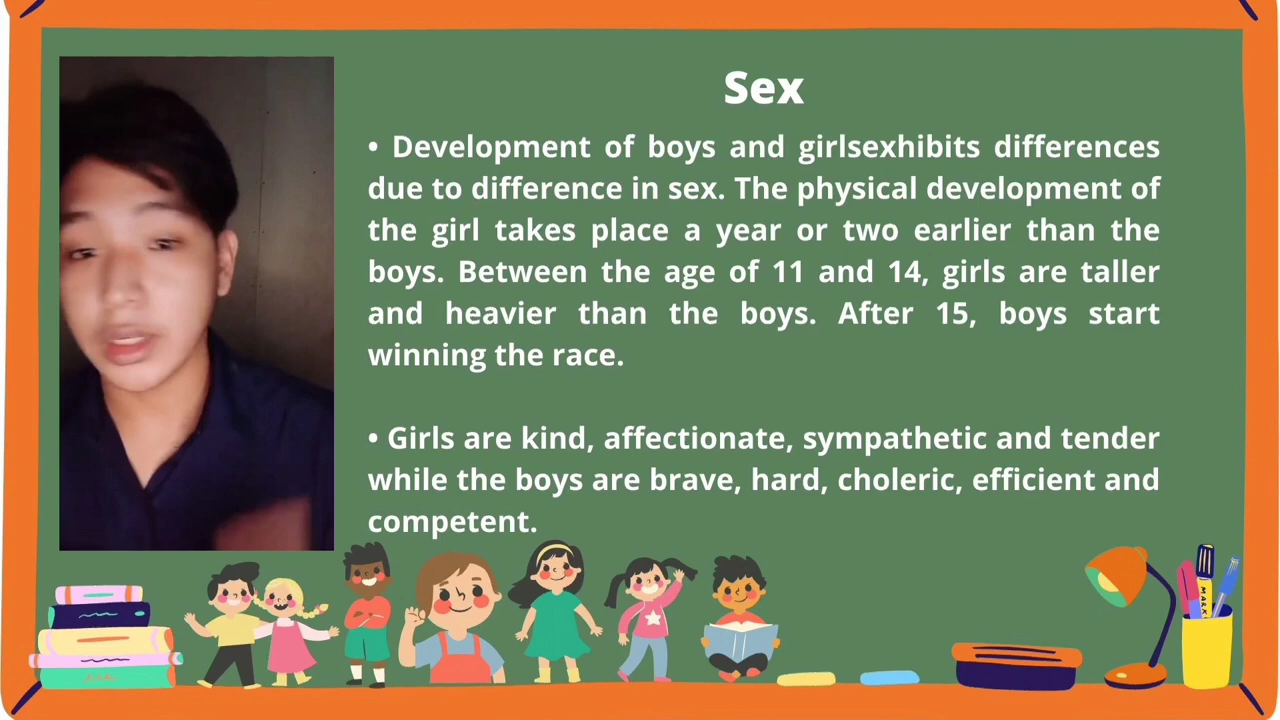 Sex
• Development of boys and girlsexhibits differences
due to difference in sex. The physical development of
the girl takes place a year or two earlier than the
boys. Between the age of 11 and 14, girls are taller
and heavier than the boys. After 15, boys start
winning the race.
• Girls are kind, affectionate, sympathetic and tender
while the boys are brave, hard, choleric, efficient and
competent.